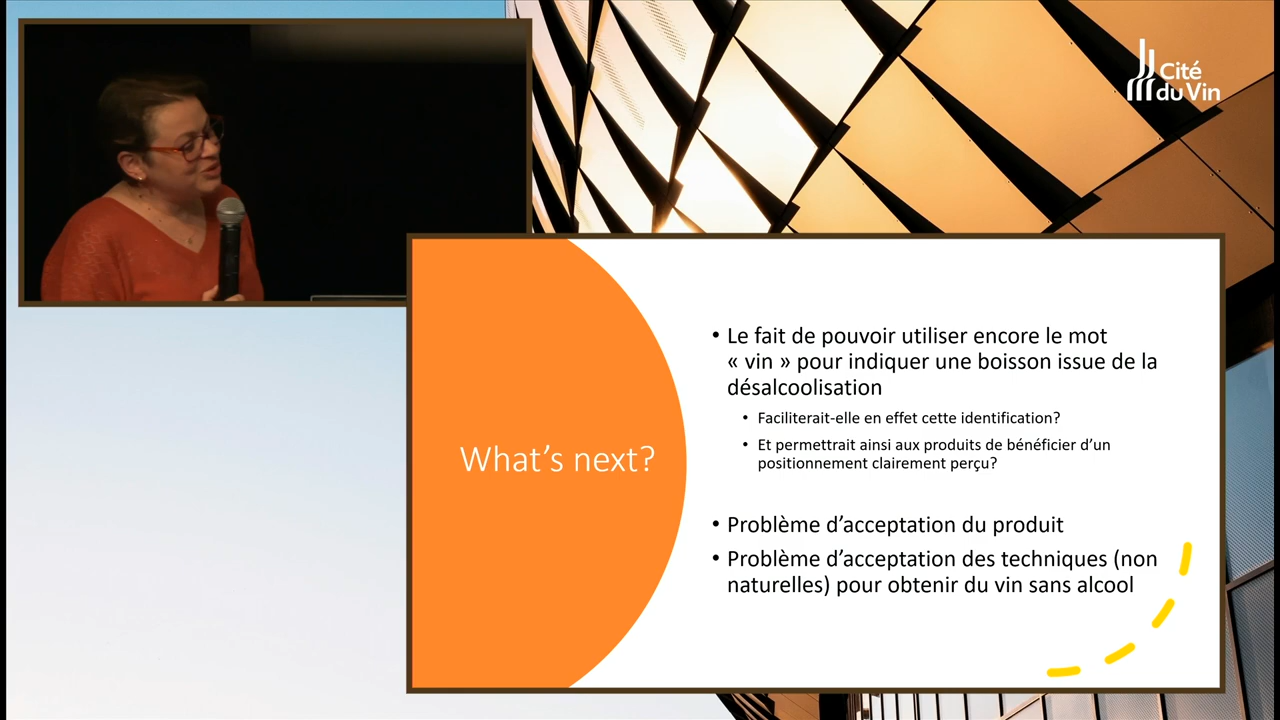 Cité
du Vin
What's next?
• Le fait de pouvoir utiliser encore le mot
« vin » pour indiquer une boisson issue de la
désalcoolisation
• Faciliterait-elle en effet cette identification?
• Et permettrait ainsi aux produits de bénéficier d'un
positionnement clairement perçu?
• Problème d'acceptation du produit
• Problème d'acceptation des techniques (non
naturelles) pour obtenir du vin sans alcool